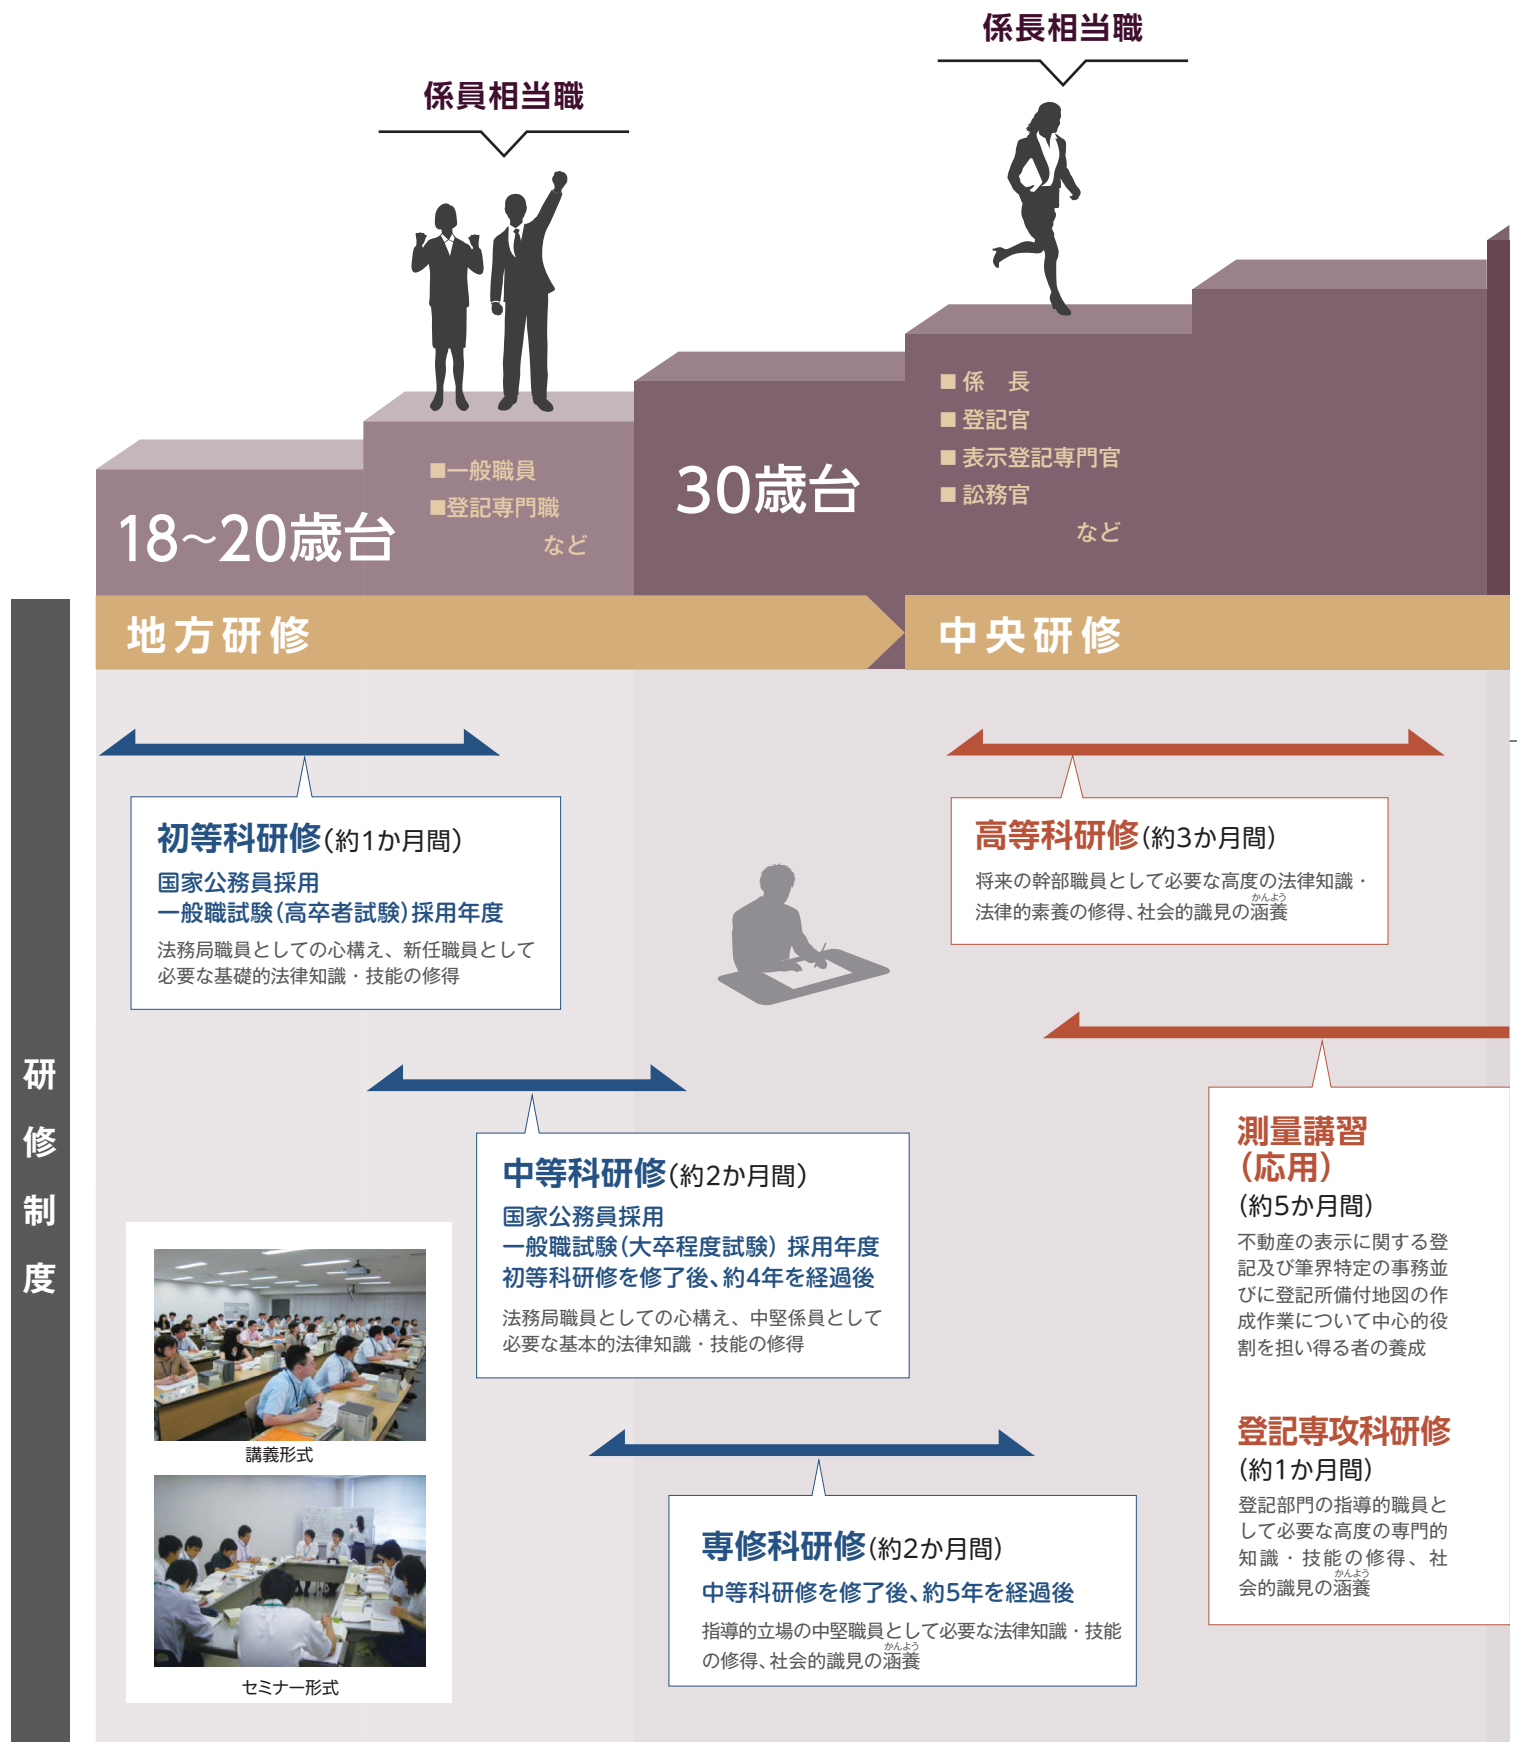 係長相当職
係員相当職
■ 係　長
■ 登記官
■ 表示登記専門官
■ 訟務官
など
■一般職員
■登記専門職
など
30歳台
18～20歳台
地方研修
中央研修
研修制度
初等科研修（約1か月間）
国家公務員採用
一般職試験（高卒者試験）採用年度
法務局職員としての心構え、新任職員として
必要な基礎的法律知識・技能の修得
高等科研修（約3か月間）
将来の幹部職員として必要な高度の法律知識・
かんよう
法律的素養の修得、社会的識見の涵養
中等科研修（約2か月間）
国家公務員採用
一般職試験（大卒程度試験）採用年度
初等科研修を修了後、約4年を経過後
法務局職員としての心構え、中堅係員として
必要な基本的法律知識・技能の修得
測量講習
（応用）
（約5か月間）
不動産の表示に関する登
記及び筆界特定の事務並
びに登記所備付地図の作
成作業について中心的役
割を担い得る者の養成
登記専攻科研修
（約1か月間）
登記部門の指導的職員と
して必要な高度の専門的
知識・技能の修得、社
かんよう
会的識見の涵養
講義形式
セミナー形式
専修科研修（約2か月間）
中等科研修を修了後、約5年を経過後
指導的立場の中堅職員として必要な法律知識・技能
かんよう
の修得、社会的識見の涵養